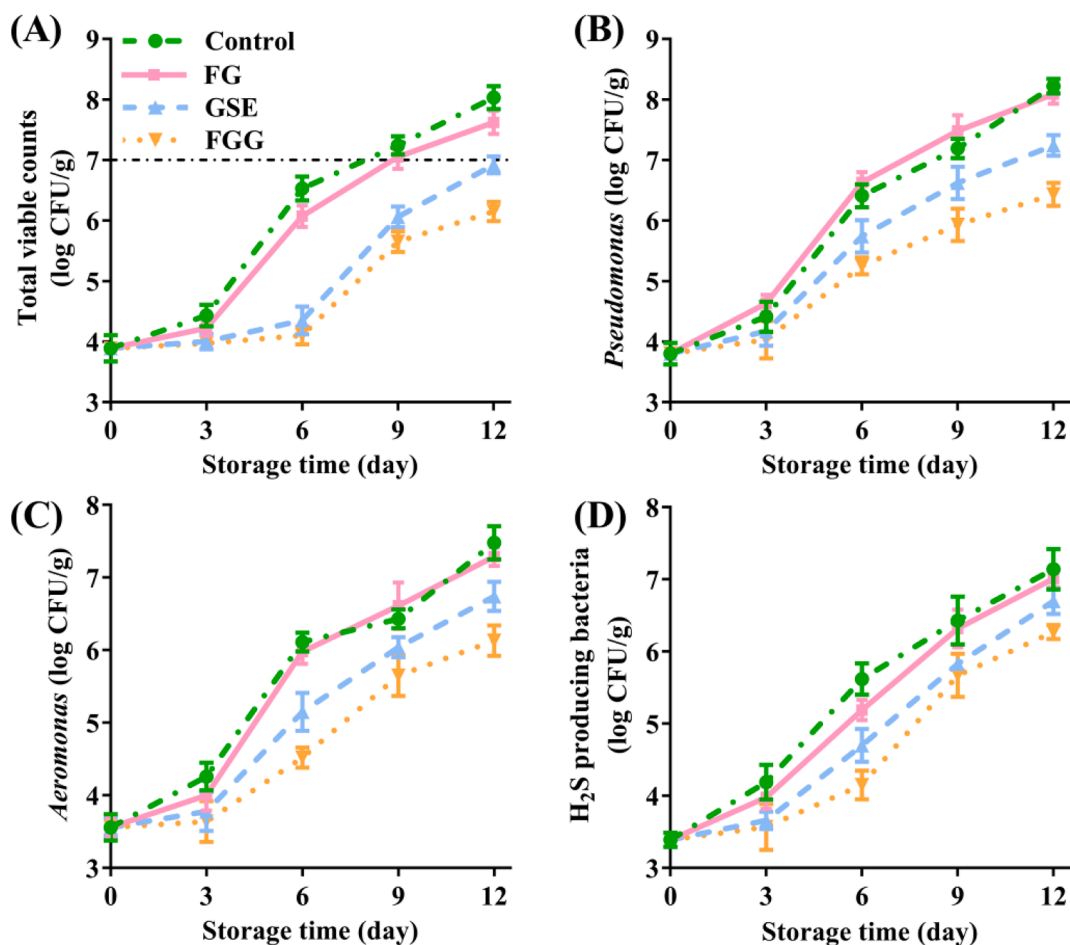 (A)
Control
FG
GSE
FGG
Total viable counts
(log CFU/g)
9
8
7
6
5
4
3
0 3 6 9 12
Storage time (day)
(B)
Pseudomonas (log CFU/g)
9
8
7
6
5
4
3
0 3 6 9 12
Storage time (day)
(C)
Aeromonas (log CFU/g)
8
7
6
5
4
3
0 3 6 9 12
Storage time (day)
(D)
H₂S producing bacteria
(log CFU/g)
8
7
6
5
4
3
0 3 6 9 12
Storage time (day)